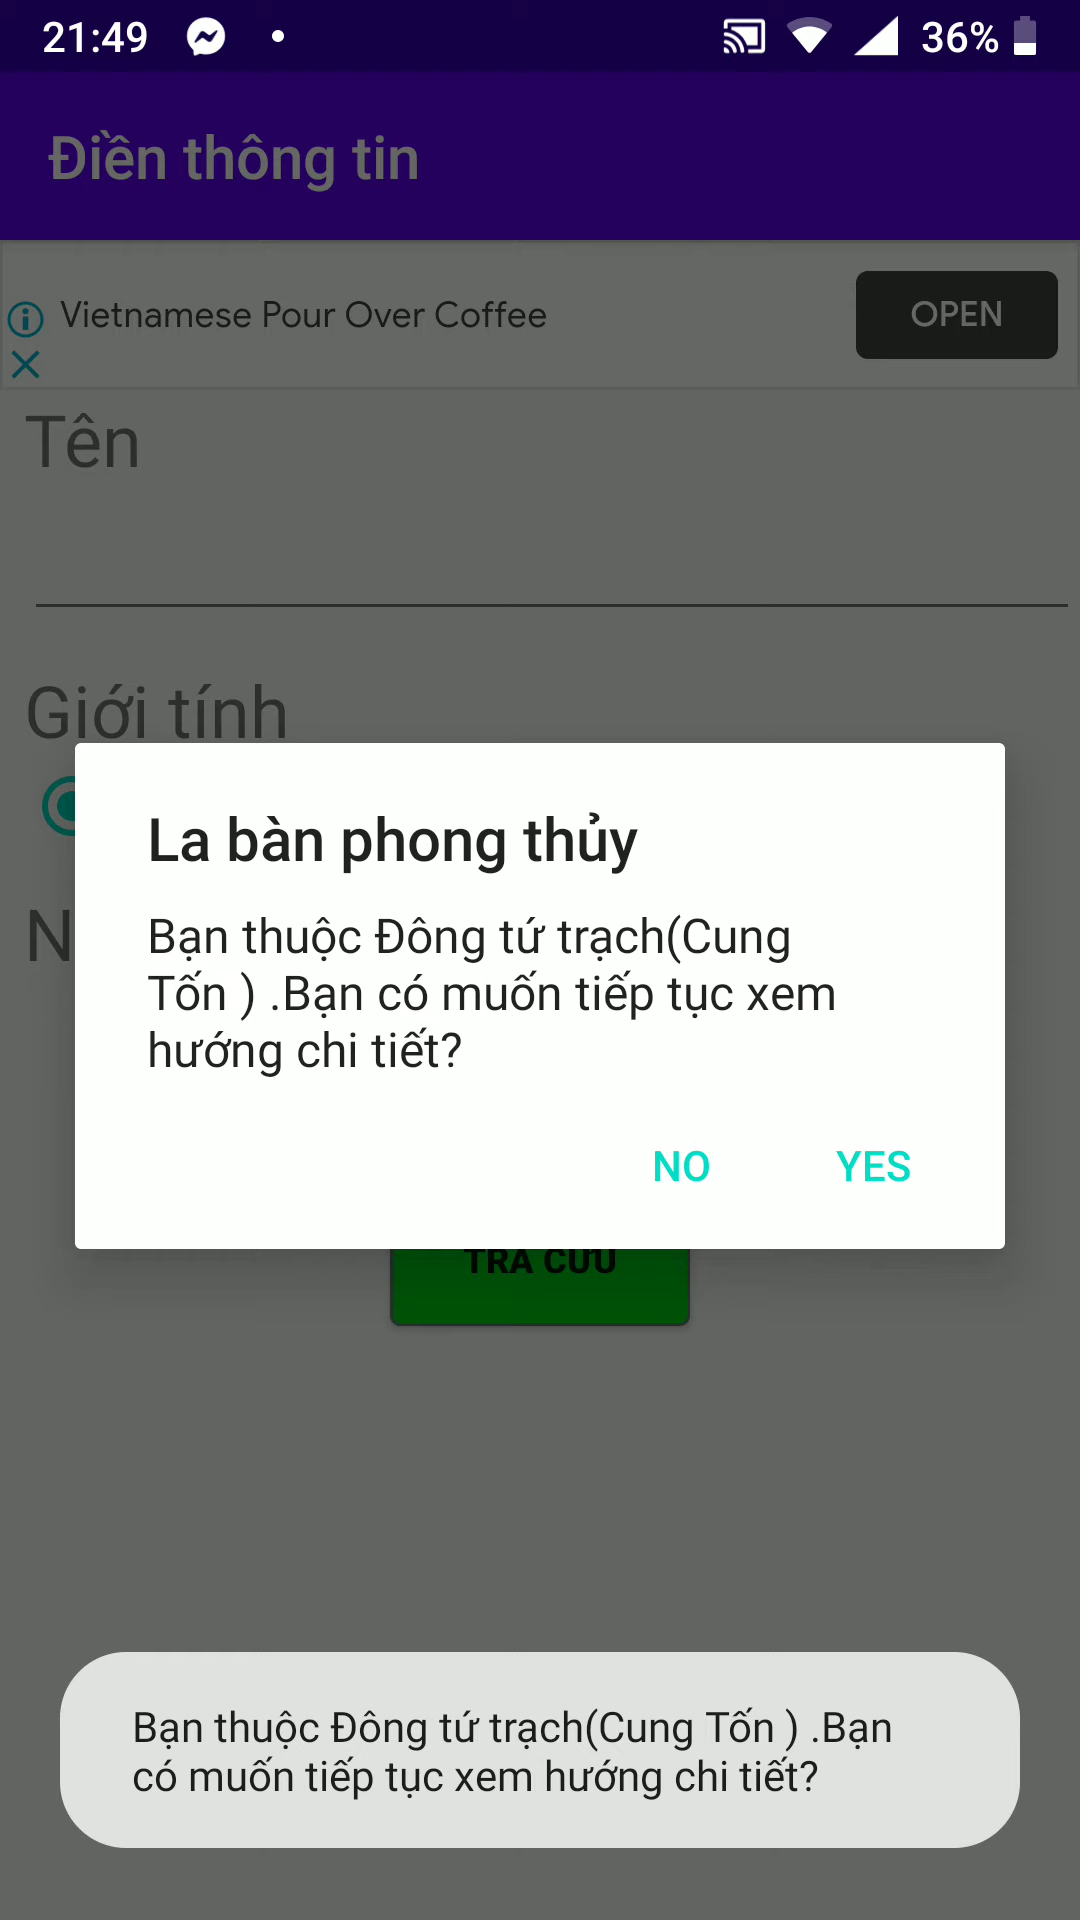 21:49
36%
Điền thông tin
Vietnamese Pour Over Coffee
OPEN
Tên
Giới tính
N
La bàn phong thủy
Bạn thuộc Đông tứ trạch(Cung
Tốn ) .Bạn có muốn tiếp tục xem
hướng chi tiết?
NO
YES
TRA CỨU
Bạn thuộc Đông tứ trạch(Cung Tốn ) .Bạn
có muốn tiếp tục xem hướng chi tiết?